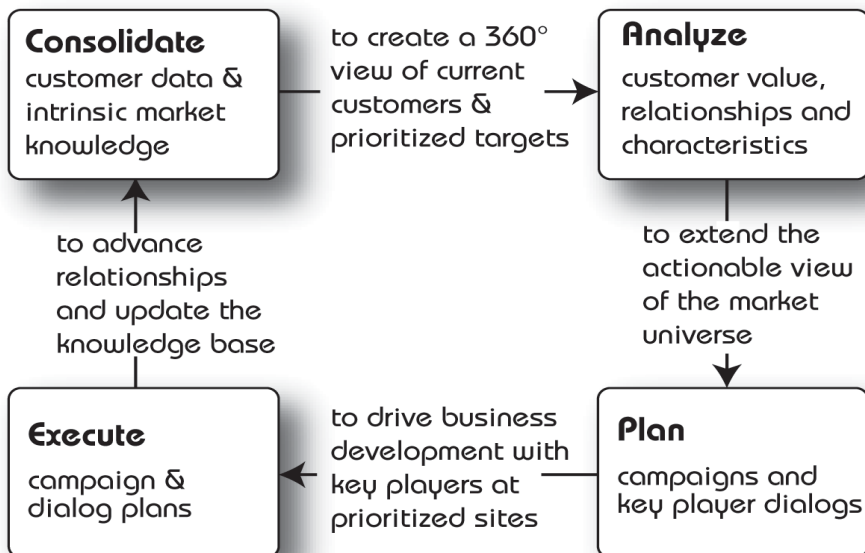 Consolidate
customer data &
intrinsic market
knowledge
to create a 360°
view of current
customers &
prioritized targets
Analyze
customer value,
relationships and
characteristics
to extend the
actionable view
of the market
universe
Plan
campaigns and
key player dialogs
to drive business
development with
key players at
prioritized sites
Execute
campaign &
dialog plans
to advance
relationships
and update the
knowledge base